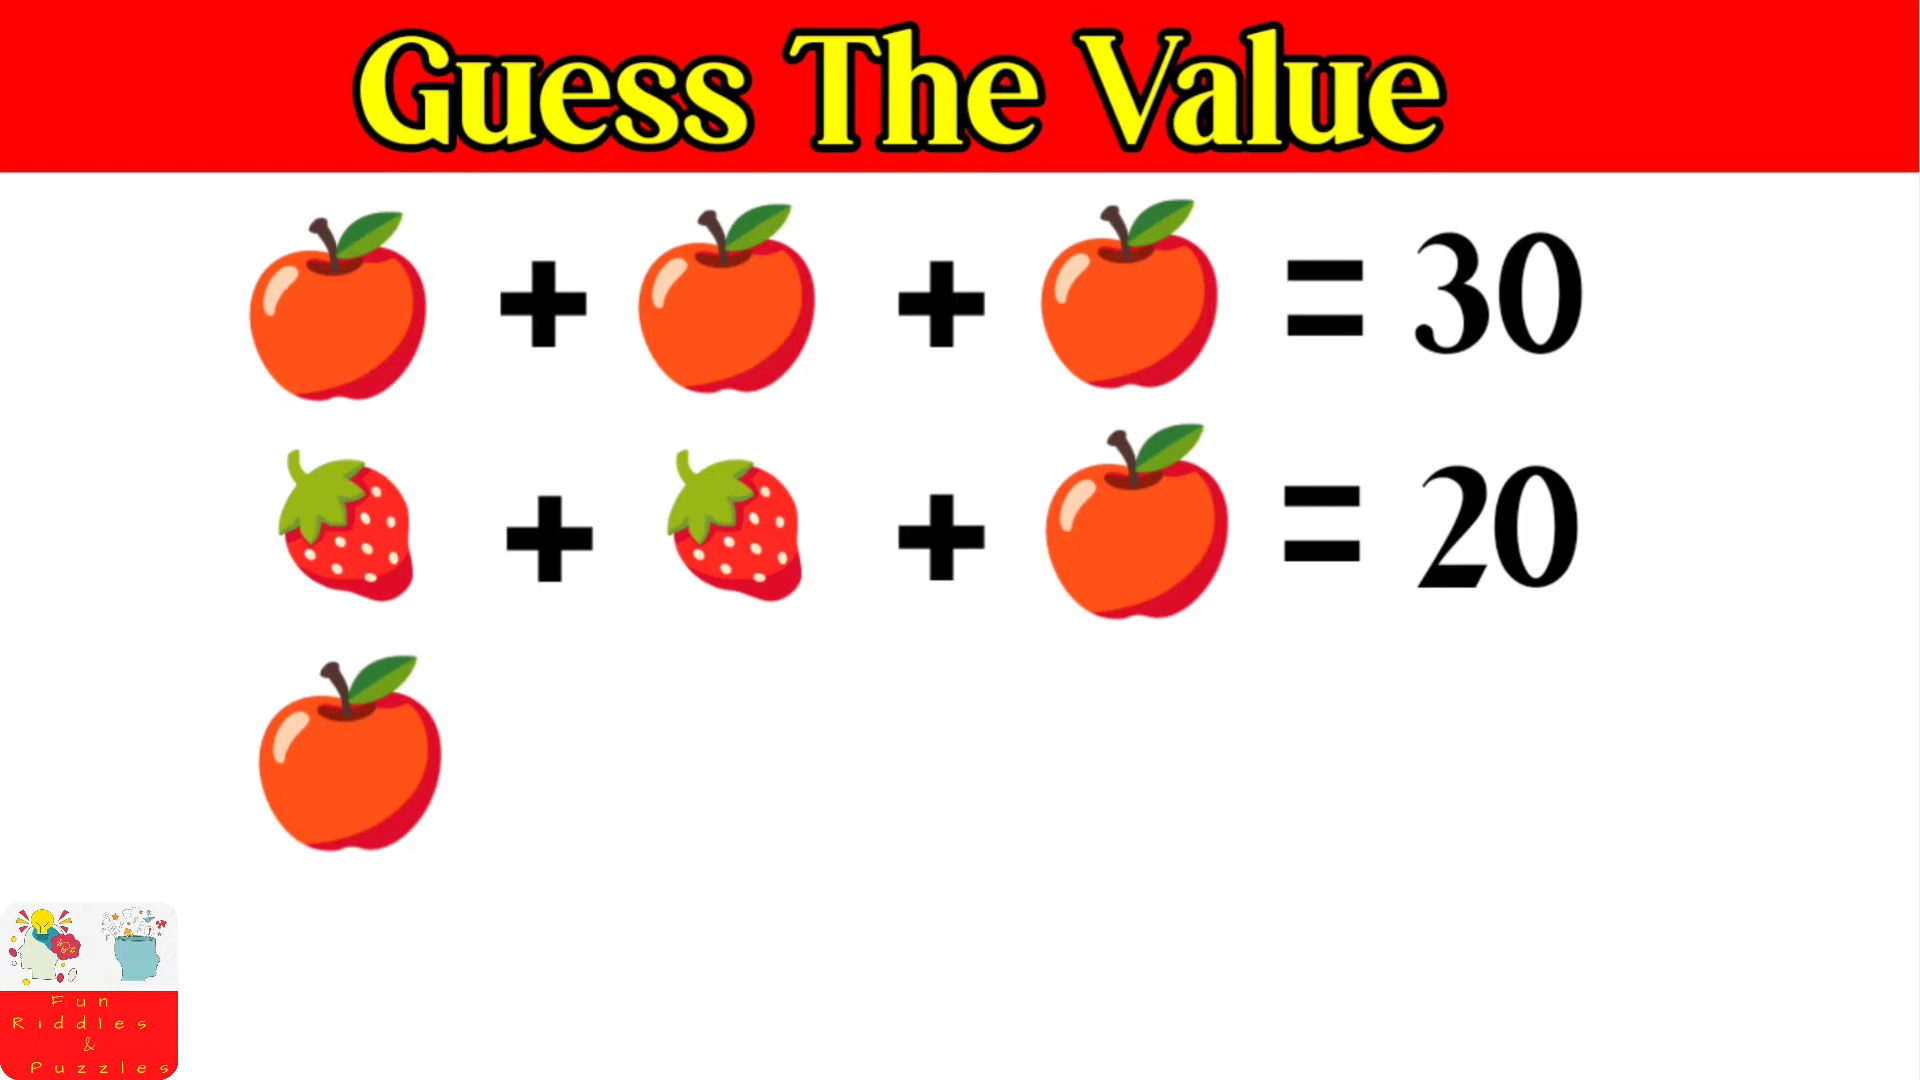 Guess The Value
+ + = 30
+ + = 20
Fun
Riddles
&
Puzzles